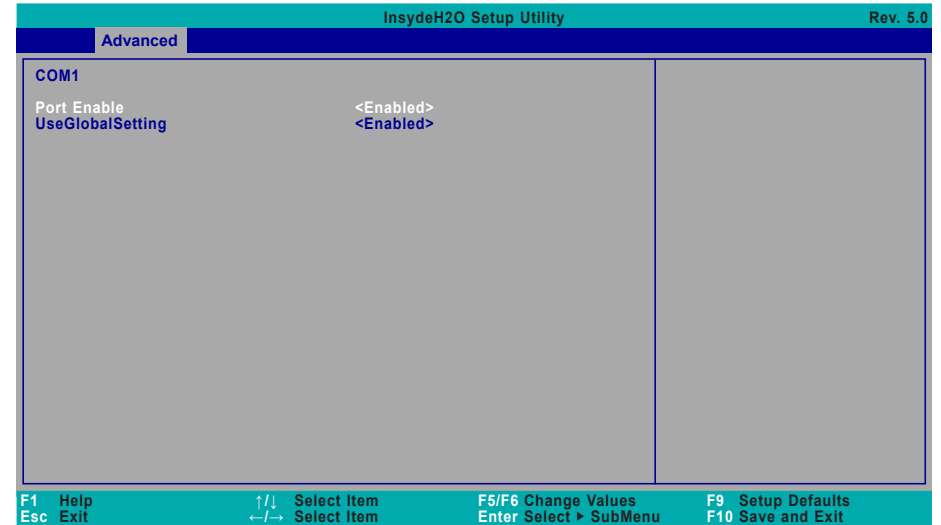 InsydeH2O Setup Utility Rev. 5.0
Advanced
COM1
Port Enable <Enabled>
UseGlobalSetting <Enabled>
F1 Help ↑/↓ Select Item F5/F6 Change Values F9 Setup Defaults
Esc Exit ←/→ Select Item Enter Select ► SubMenu F10 Save and Exit